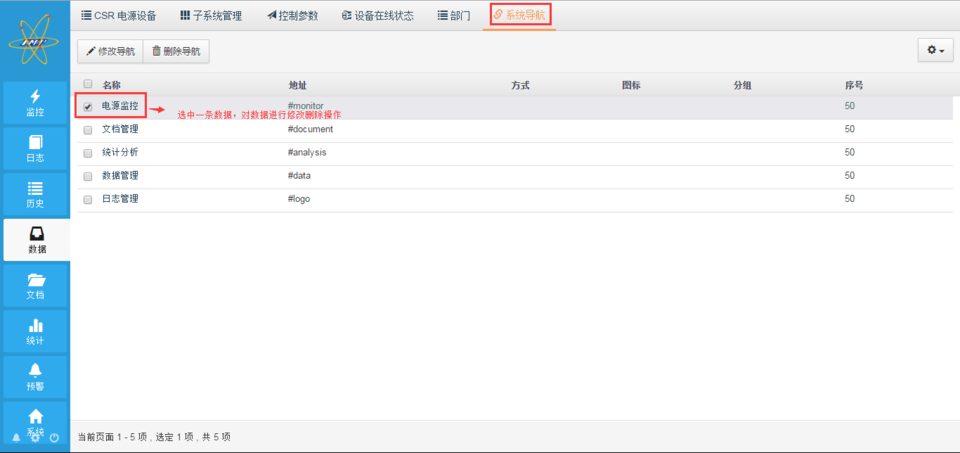 CSR 电源设备 子系统管理 控制参数 设备在线状态 部门 系统导航
修改导航 删除导航
名称 地址 方式 图标 分组 序号
电源监控 #monitor 50
选中一条数据，对数据进行修改删除操作
文档管理 #document 50
统计分析 #analysis 50
数据管理 #data 50
日志管理 #logo 50
监控
日志
历史
数据
文档
统计
预警
系统
当前页面 1 - 5 项 , 选定 1 项 , 共 5 项